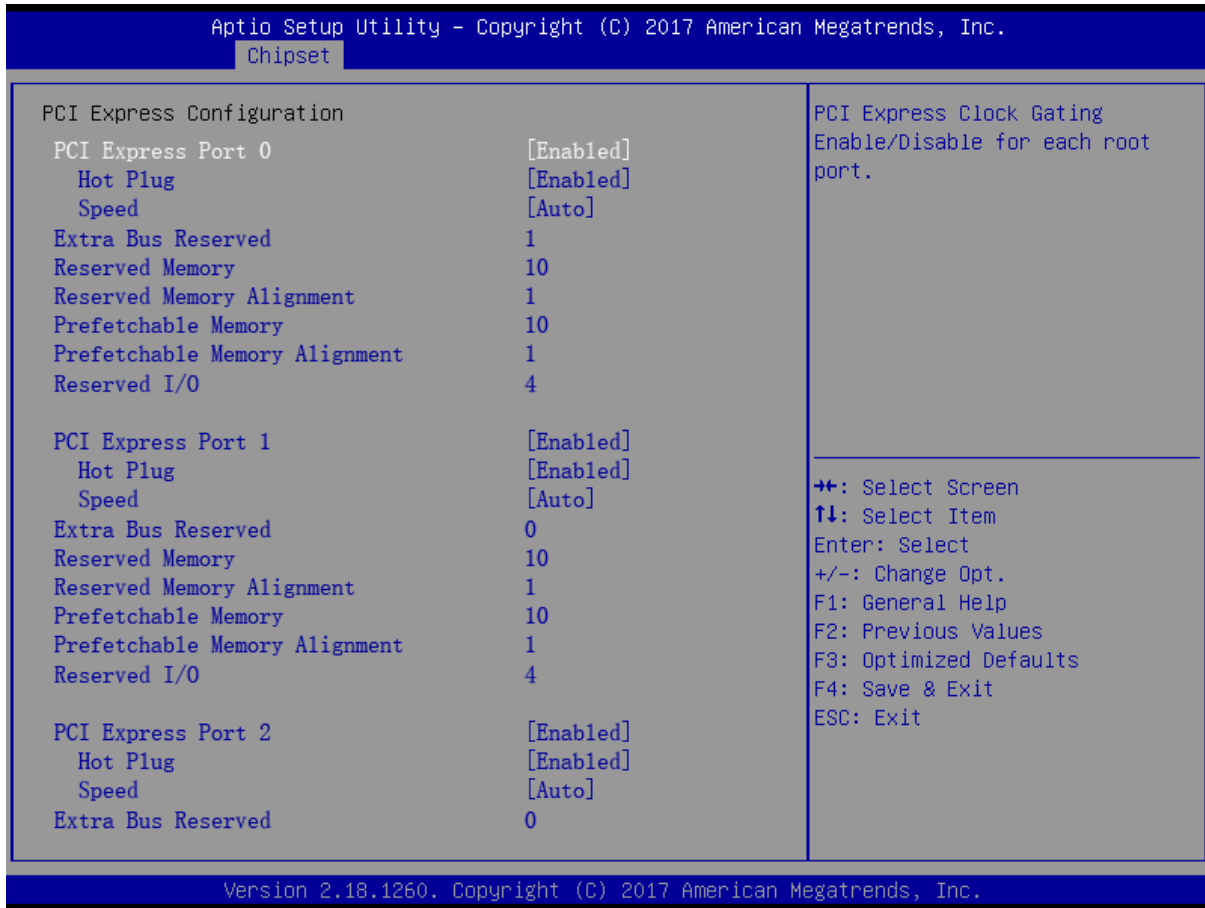 Aptio Setup Utility – Copyright (C) 2017 American Megatrends, Inc.
Chipset
PCI Express Configuration
PCI Express Port 0 [Enabled]
Hot Plug [Enabled]
Speed [Auto]
Extra Bus Reserved 1
Reserved Memory 10
Reserved Memory Alignment 1
Prefetchable Memory 10
Prefetchable Memory Alignment 1
Reserved I/O 4
PCI Express Port 1 [Enabled]
Hot Plug [Enabled]
Speed [Auto]
Extra Bus Reserved 0
Reserved Memory 10
Reserved Memory Alignment 1
Prefetchable Memory 10
Prefetchable Memory Alignment 1
Reserved I/O 4
PCI Express Port 2 [Enabled]
Hot Plug [Enabled]
Speed [Auto]
Extra Bus Reserved 0
PCI Express Clock Gating
Enable/Disable for each root
port.
→←: Select Screen
↑↓: Select Item
Enter: Select
+/-: Change Opt.
F1: General Help
F2: Previous Values
F3: Optimized Defaults
F4: Save & Exit
ESC: Exit
Version 2.18.1260. Copyright (C) 2017 American Megatrends, Inc.